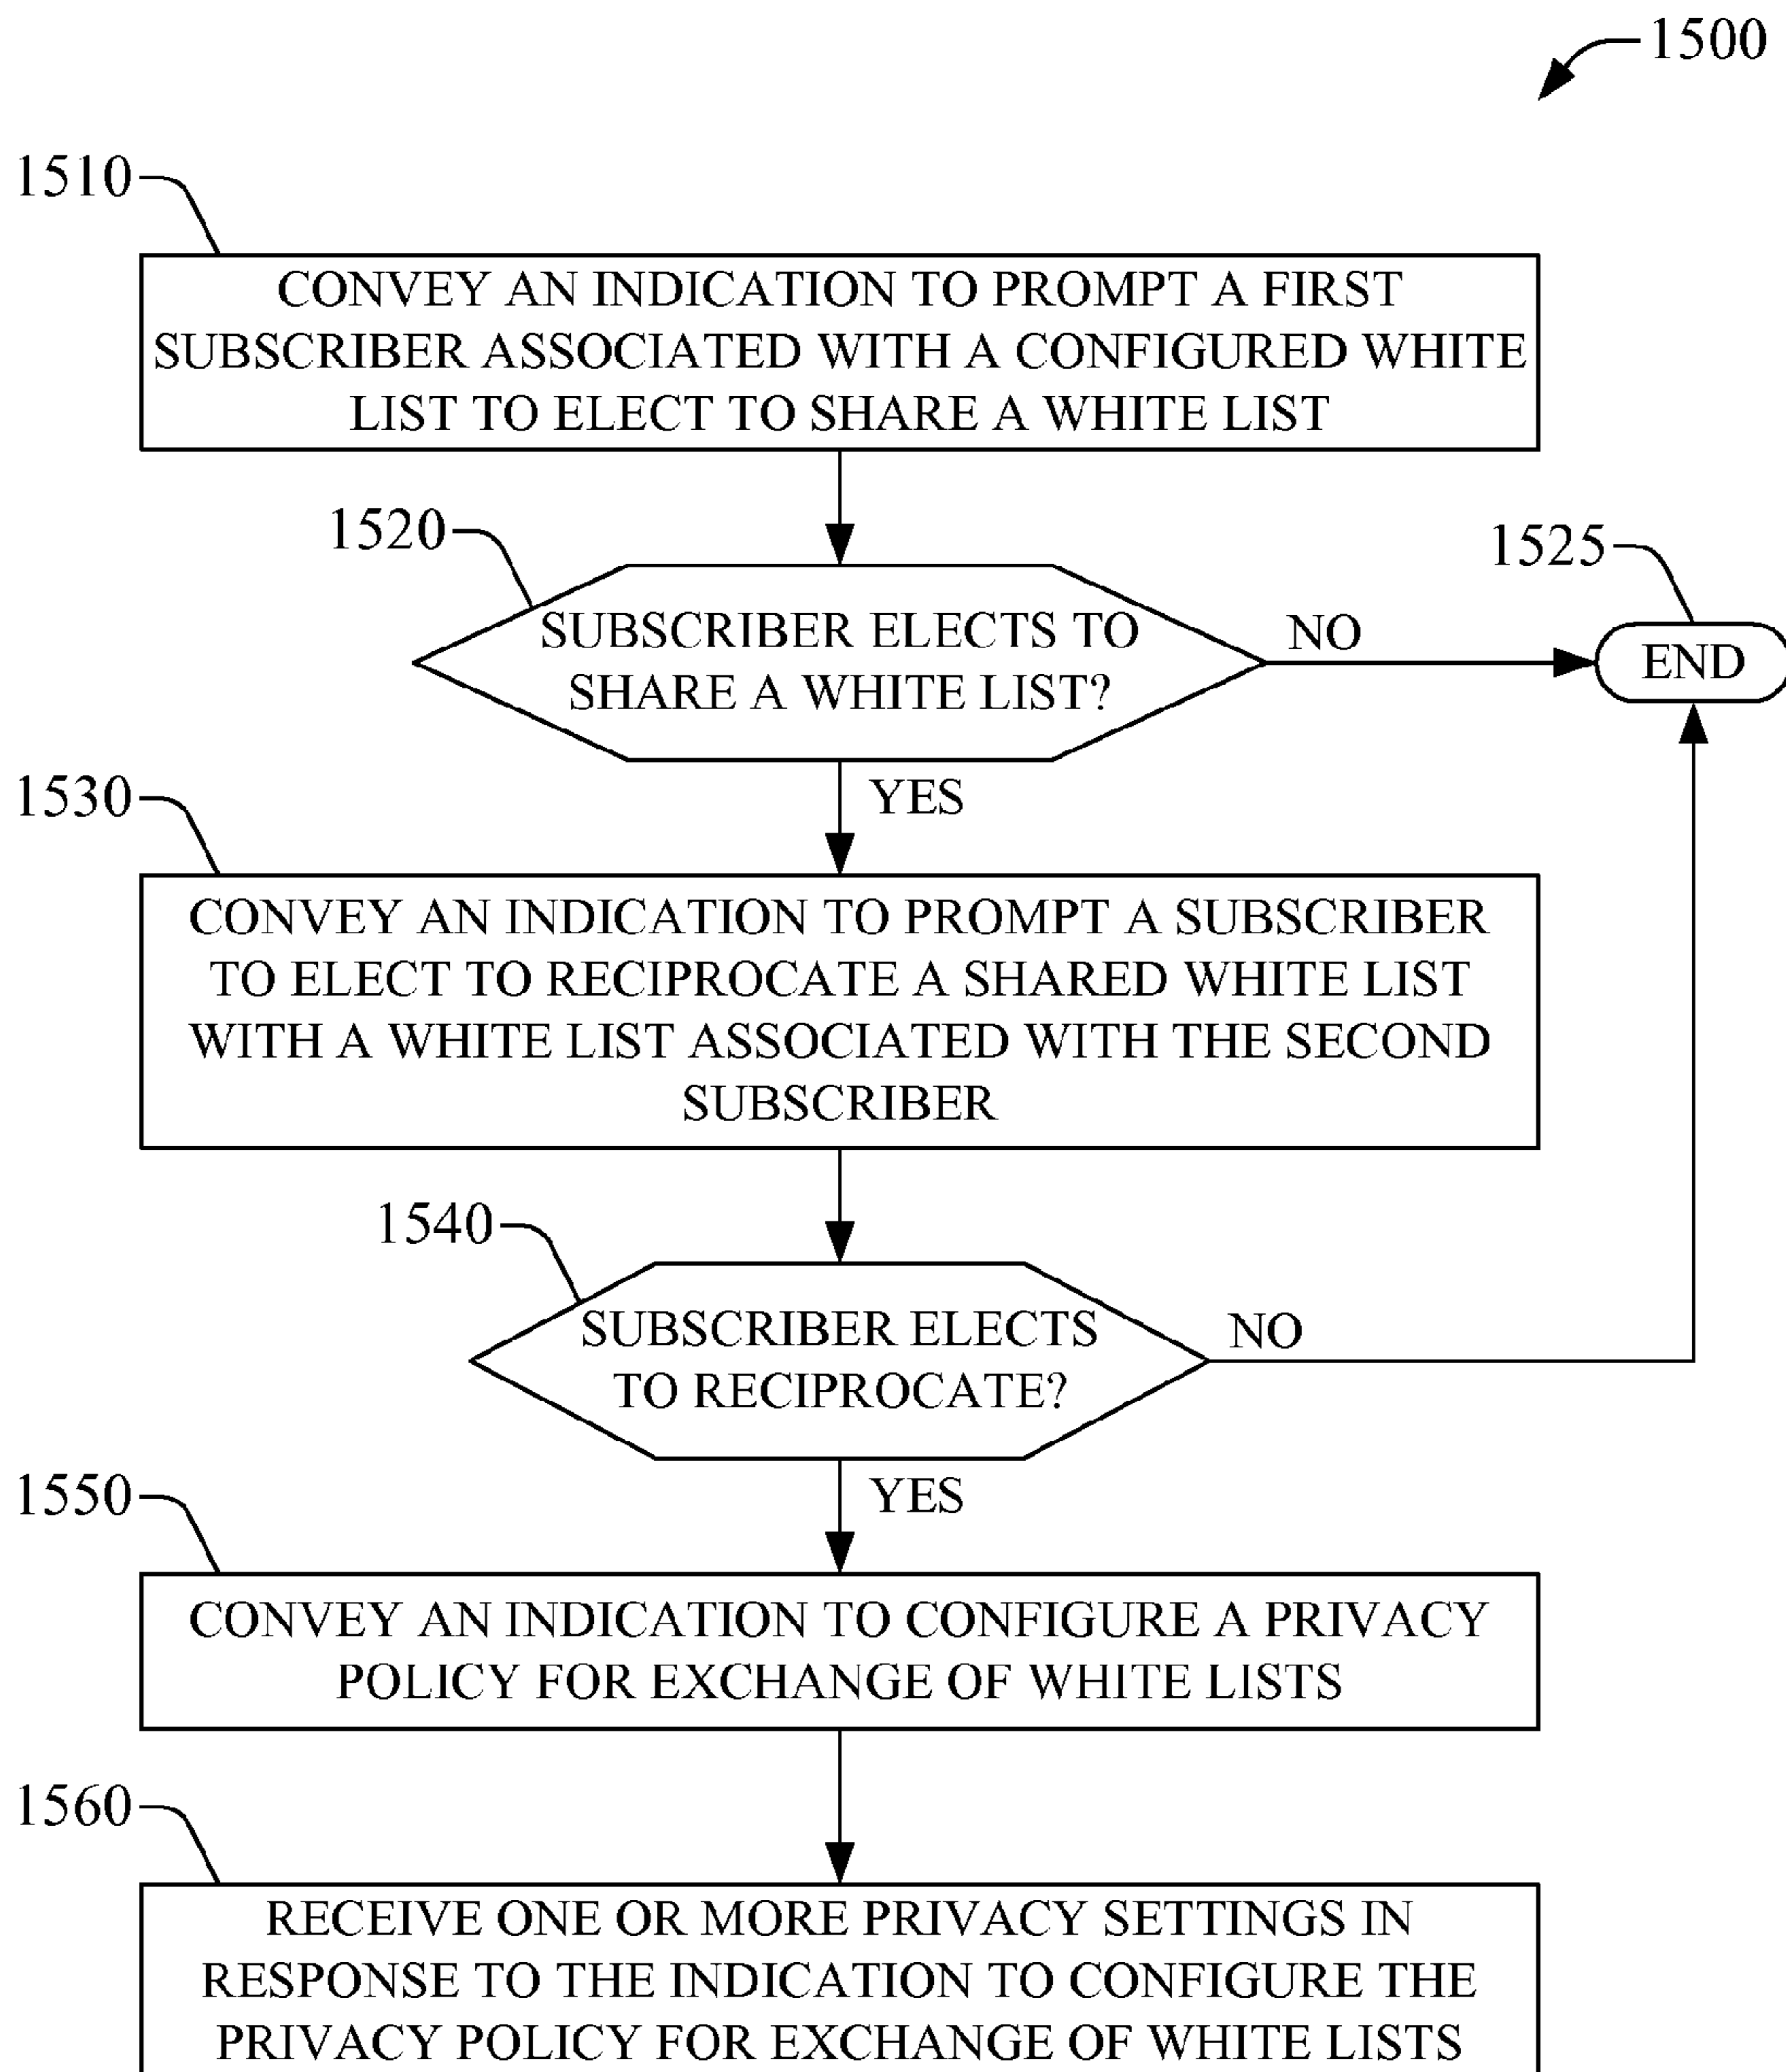 1500
1510
CONVEY AN INDICATION TO PROMPT A FIRST
SUBSCRIBER ASSOCIATED WITH A CONFIGURED WHITE
LIST TO ELECT TO SHARE A WHITE LIST
1520
SUBSCRIBER ELECTS TO
SHARE A WHITE LIST?
NO
1525
END
YES
1530
CONVEY AN INDICATION TO PROMPT A SUBSCRIBER
TO ELECT TO RECIPROCATE A SHARED WHITE LIST
WITH A WHITE LIST ASSOCIATED WITH THE SECOND
SUBSCRIBER
1540
SUBSCRIBER ELECTS
TO RECIPROCATE?
NO
YES
1550
CONVEY AN INDICATION TO CONFIGURE A PRIVACY
POLICY FOR EXCHANGE OF WHITE LISTS
1560
RECEIVE ONE OR MORE PRIVACY SETTINGS IN
RESPONSE TO THE INDICATION TO CONFIGURE THE
PRIVACY POLICY FOR EXCHANGE OF WHITE LISTS